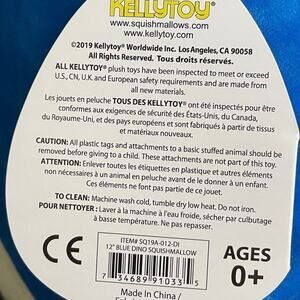 KELLYTOY
www.squishmallows.com
©2019 Kellytoy® Worldwide Inc. Los Angeles, CA 90058
All Rights Reserved. Tous droits réservés.
ALL KELLYTOY® plush toys have been inspected to meet or exceed
U.S., CN, U.K and European safety requirements and are made from
all new materials.
Les jouets en peluche TOUS DES KELLYTOY® ont été inspectés pour être
conformes aux exigences de sécurité des États-Unis, du Canada,
du Royaume-Uni, et des pays européens et sont fabriqués à partir de tissus
et matériaux nouveaux.
CAUTION: All plastic tags and attachments to a basic stuffed animal should be
removed before giving to a child. These attachments are not part of this toy.
ATTENTION: Enlever toutes les étiquettes en plastique et autres éléments
non nécessaires à un animal en peluche avant de le donner à un enfant.
Ces éléments ne font pas partie de ce jouet.
TO CLEAN: Machine wash cold, tumble dry low heat. Do not iron.
POUR NETTOYER: Laver à la machine à l'eau froide, sécher par culbutage
à basse température. Ne pas repasser.
CE
ITEM# SQ19A-012-DI
12" BLUE DINO SQUISHMALLOW
7 34689 91033 5
AGES
0+
Made in China /